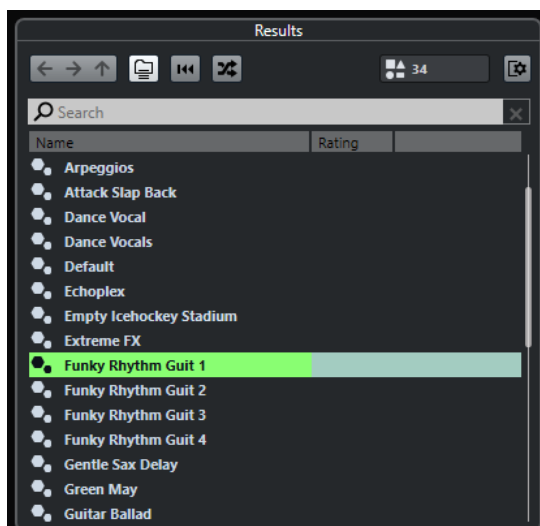 Results
34
Search
Name Rating
Arpeggios
Attack Slap Back
Dance Vocal
Dance Vocals
Default
Echoplex
Empty Icehockey Stadium
Extreme FX
Funky Rhythm Guit 1
Funky Rhythm Guit 2
Funky Rhythm Guit 3
Funky Rhythm Guit 4
Gentle Sax Delay
Green May
Guitar Ballad